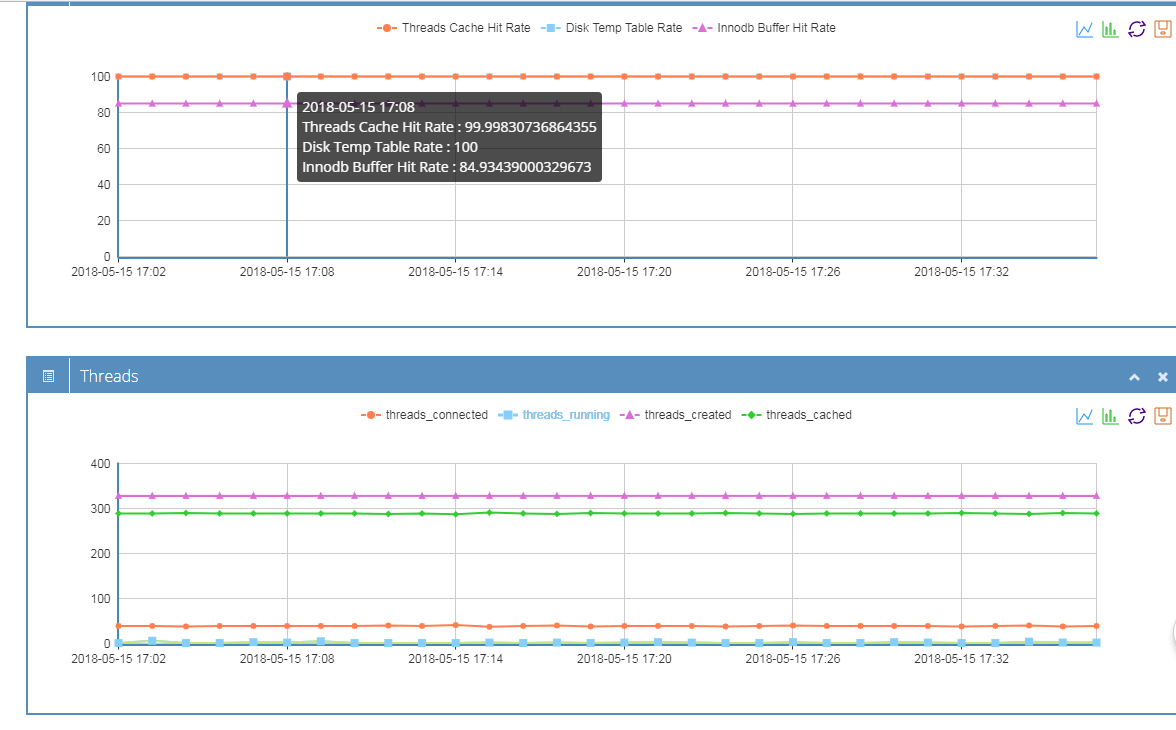 Threads Cache Hit Rate Disk Temp Table Rate Innodb Buffer Hit Rate
100
80
60
40
20
0
2018-05-15 17:08
Threads Cache Hit Rate : 99.99830736864355
Disk Temp Table Rate : 100
Innodb Buffer Hit Rate : 84.93439000329673
2018-05-15 17:02 2018-05-15 17:08 2018-05-15 17:14 2018-05-15 17:20 2018-05-15 17:26 2018-05-15 17:32
Threads
threads_connected threads_running threads_created threads_cached
400
300
200
100
0
2018-05-15 17:02 2018-05-15 17:08 2018-05-15 17:14 2018-05-15 17:20 2018-05-15 17:26 2018-05-15 17:32